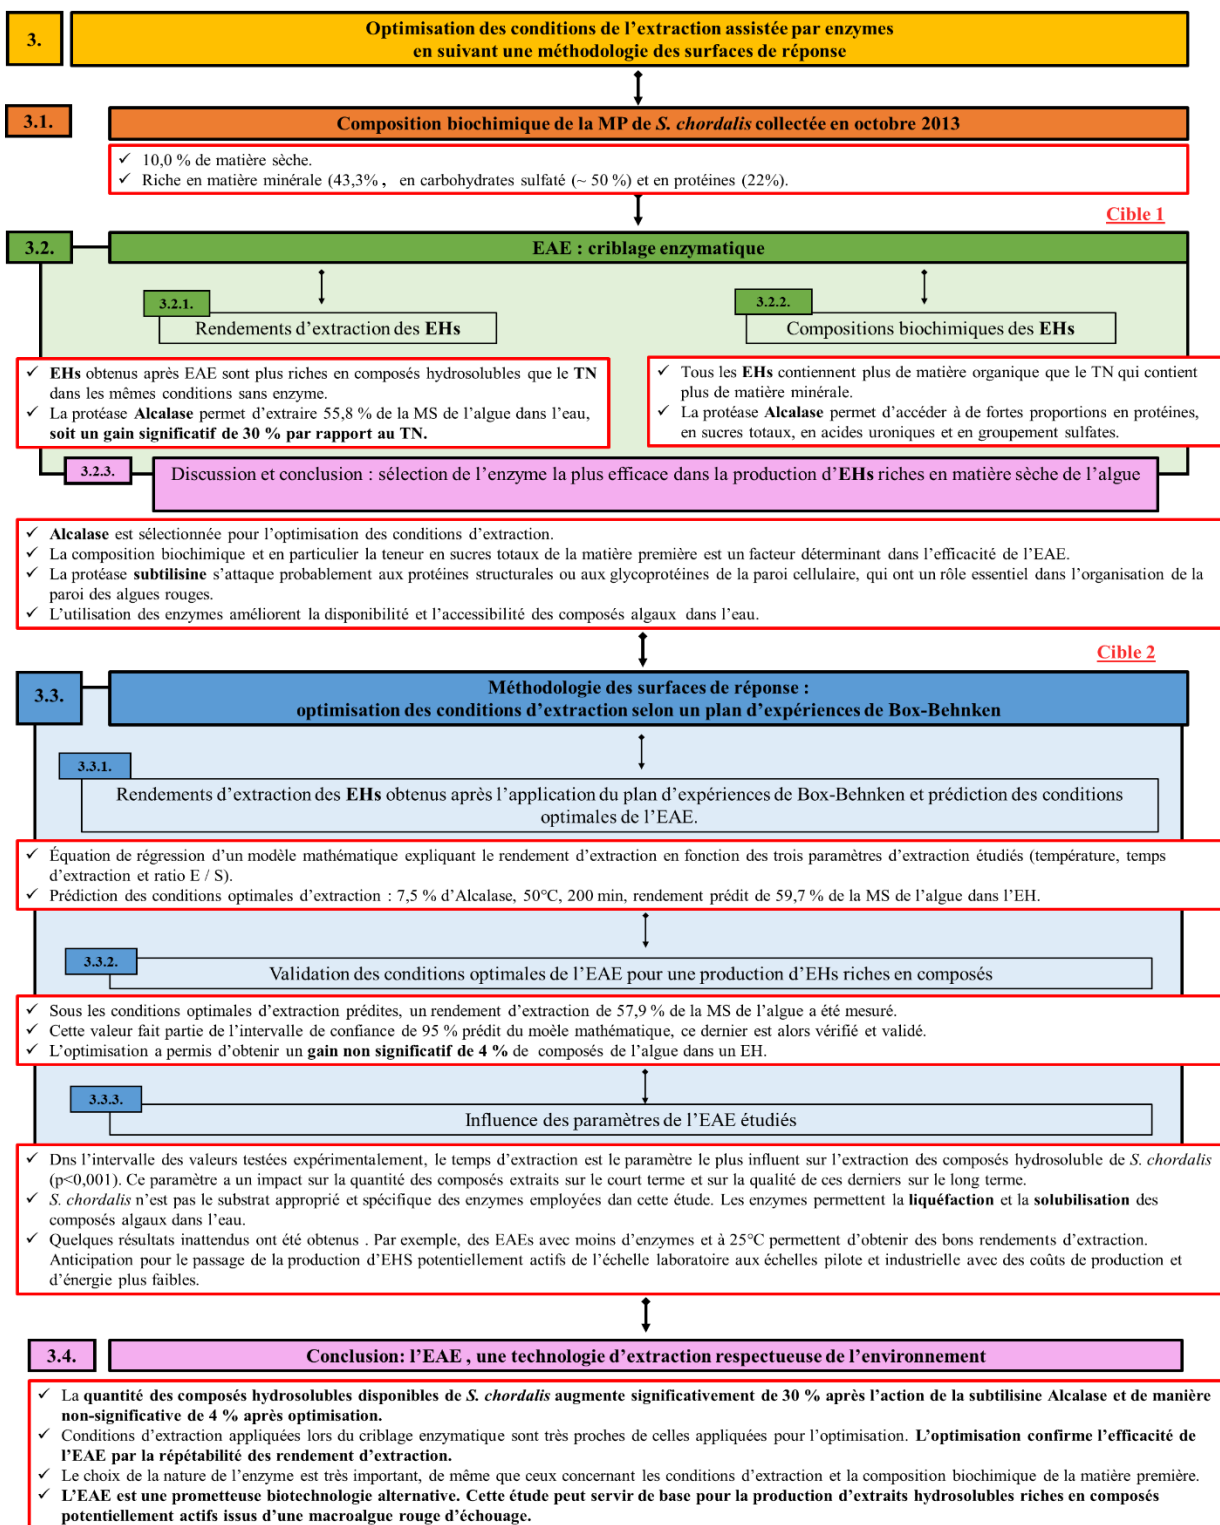 3.
Optimisation des conditions de l'extraction assistée par enzymes
en suivant une méthodologie des surfaces de réponse
3.1.
Composition biochimique de la MP de S. chordalis collectée en octobre 2013
✓ 10,0 % de matière sèche.
✓ Riche en matière minérale (43,3% , en carbohydrates sulfaté (~ 50 %) et en protéines (22%).
Cible 1
3.2.
EAE : criblage enzymatique
3.2.1.
Rendements d'extraction des EHs
3.2.2.
Compositions biochimiques des EHs
✓ EHs obtenus après EAE sont plus riches en composés hydrosolubles que le TN
dans les mêmes conditions sans enzyme.
✓ La protéase Alcalase permet d'extraire 55,8 % de la MS de l'algue dans l'eau,
soit un gain significatif de 30 % par rapport au TN.
✓ Tous les EHs contiennent plus de matière organique que le TN qui contient
plus de matière minérale.
✓ La protéase Alcalase permet d'accéder à de fortes proportions en protéines,
en sucres totaux, en acides uroniques et en groupement sulfates.
3.2.3.
Discussion et conclusion : sélection de l'enzyme la plus efficace dans la production d'EHs riches en matière sèche de l'algue
✓ Alcalase est sélectionnée pour l'optimisation des conditions d'extraction.
✓ La composition biochimique et en particulier la teneur en sucres totaux de la matière première est un facteur déterminant dans l'efficacité de l'EAE.
✓ La protéase subtilisine s'attaque probablement aux protéines structurales ou aux glycoprotéines de la paroi cellulaire, qui ont un rôle essentiel dans l'organisation de la
paroi des algues rouges.
✓ L'utilisation des enzymes améliorent la disponibilité et l'accessibilité des composés algaux dans l'eau.
Cible 2
3.3.
Méthodologie des surfaces de réponse :
optimisation des conditions d'extraction selon un plan d'expériences de Box-Behnken
3.3.1.
Rendements d'extraction des EHs obtenus après l'application du plan d'expériences de Box-Behnken et prédiction des conditions
optimales de l'EAE.
✓ Équation de régression d'un modèle mathématique expliquant le rendement d'extraction en fonction des trois paramètres d'extraction étudiés (température, temps
d'extraction et ratio E / S).
✓ Prédiction des conditions optimales d'extraction : 7,5 % d'Alcalase, 50°C, 200 min, rendement prédit de 59,7 % de la MS de l'algue dans l'EH.
3.3.2.
Validation des conditions optimales de l'EAE pour une production d'EHs riches en composés
✓ Sous les conditions optimales d'extraction prédites, un rendement d'extraction de 57,9 % de la MS de l'algue a été mesuré.
✓ Cette valeur fait partie de l'intervalle de confiance de 95 % prédit du moèle mathématique, ce dernier est alors vérifié et validé.
✓ L'optimisation a permis d'obtenir un gain non significatif de 4 % de composés de l'algue dans un EH.
3.3.3.
Influence des paramètres de l'EAE étudiés
✓ Dns l'intervalle des valeurs testées expérimentalement, le temps d'extraction est le paramètre le plus influent sur l'extraction des composés hydrosoluble de S. chordalis
(p<0,001). Ce paramètre a un impact sur la quantité des composés extraits sur le court terme et sur la qualité de ces derniers sur le long terme.
✓ S. chordalis n'est pas le substrat approprié et spécifique des enzymes employées dan cette étude. Les enzymes permettent la liquéfaction et la solubilisation des
composés algaux dans l'eau.
✓ Quelques résultats inattendus ont été obtenus . Par exemple, des EAEs avec moins d'enzymes et à 25°C permettent d'obtenir des bons rendements d'extraction.
Anticipation pour le passage de la production d'EHS potentiellement actifs de l'échelle laboratoire aux échelles pilote et industrielle avec des coûts de production et
d'énergie plus faibles.
3.4.
Conclusion: l'EAE , une technologie d'extraction respectueuse de l'environnement
✓ La quantité des composés hydrosolubles disponibles de S. chordalis augmente significativement de 30 % après l'action de la subtilisine Alcalase et de manière
non-significative de 4 % après optimisation.
✓ Conditions d'extraction appliquées lors du criblage enzymatique sont très proches de celles appliquées pour l'optimisation. L'optimisation confirme l'efficacité de
l'EAE par la répétabilité des rendement d'extraction.
✓ Le choix de la nature de l'enzyme est très important, de même que ceux concernant les conditions d'extraction et la composition biochimique de la matière première.
✓ L'EAE est une prometteuse biotechnologie alternative. Cette étude peut servir de base pour la production d'extraits hydrosolubles riches en composés
potentiellement actifs issus d'une macroalgue rouge d'échouage.